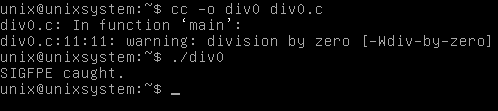 unix@unixsystem:~$ cc -o div0 div0.c
div0.c: In function ‘main’:
div0.c:11:11: warning: division by zero [-Wdiv-by-zero]
unix@unixsystem:~$ ./div0
SIGFPE caught.
unix@unixsystem:~$ _